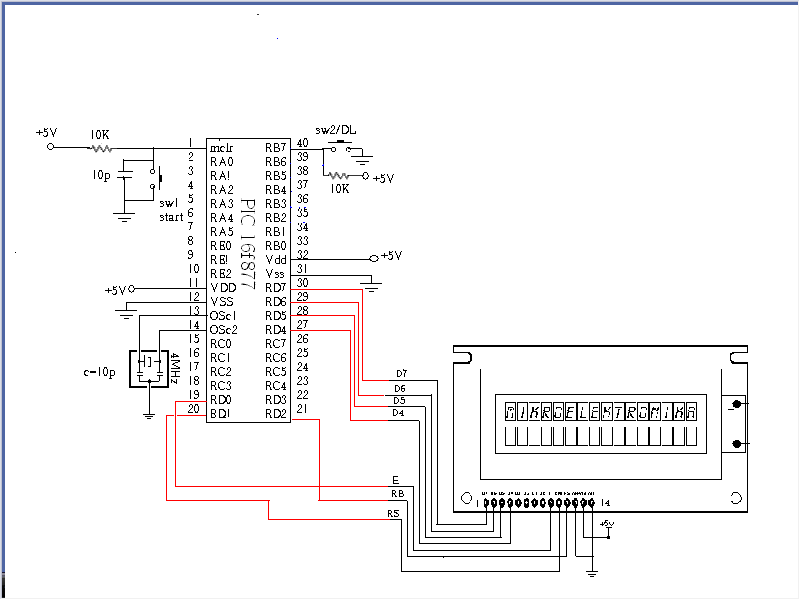 +5V
10K
10p
sw1
start
1
2
3
4
5
6
7
8
9
10
11
12
13
14
15
16
17
18
19
20
mclr
RA0
RA!
RA2
RA3
RA4
RA5
RE0
RE!
RE2
VDD
VSS
OSc1
OSc2
RC0
RC1
RC2
RC3
RD0
BD!
PIC 16f877
RB7
RB6
RB5
RB4
RB3
RB2
RB1
RB0
Vdd
Vss
RD7
RD6
RD5
RD4
RC7
RC6
RC5
RC4
RD3
RD2
40
39
38
37
36
35
34
33
32
31
30
29
28
27
26
25
24
23
22
21
sw2/DL
10K
+5V
+5V
+5V
c=10p
4MHz
D7
D6
D5
D4
E
RB
RS
MIKROELEKTRONIKA
1
14
+5v